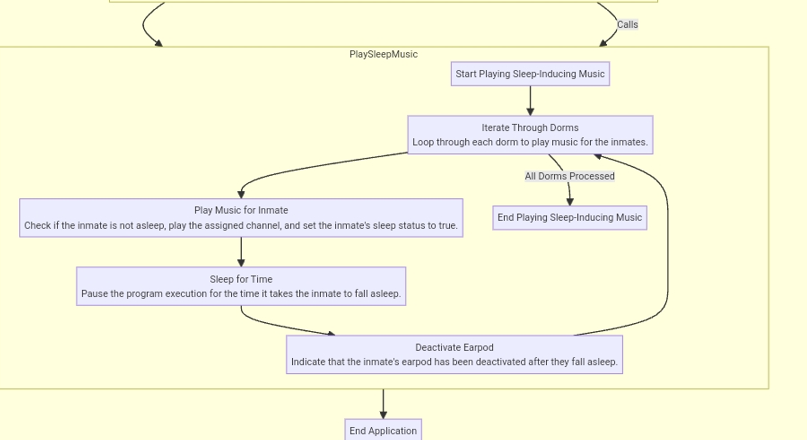 Calls
PlaySleepMusic
Start Playing Sleep-Inducing Music
Iterate Through Dorms
Loop through each dorm to play music for the inmates.
All Dorms Processed
Play Music for Inmate
Check if the inmate is not asleep, play the assigned channel, and set the inmate's sleep status to true.
End Playing Sleep-Inducing Music
Sleep for Time
Pause the program execution for the time it takes the inmate to fall asleep.
Deactivate Earpod
Indicate that the inmate's earpod has been deactivated after they fall asleep.
End Application